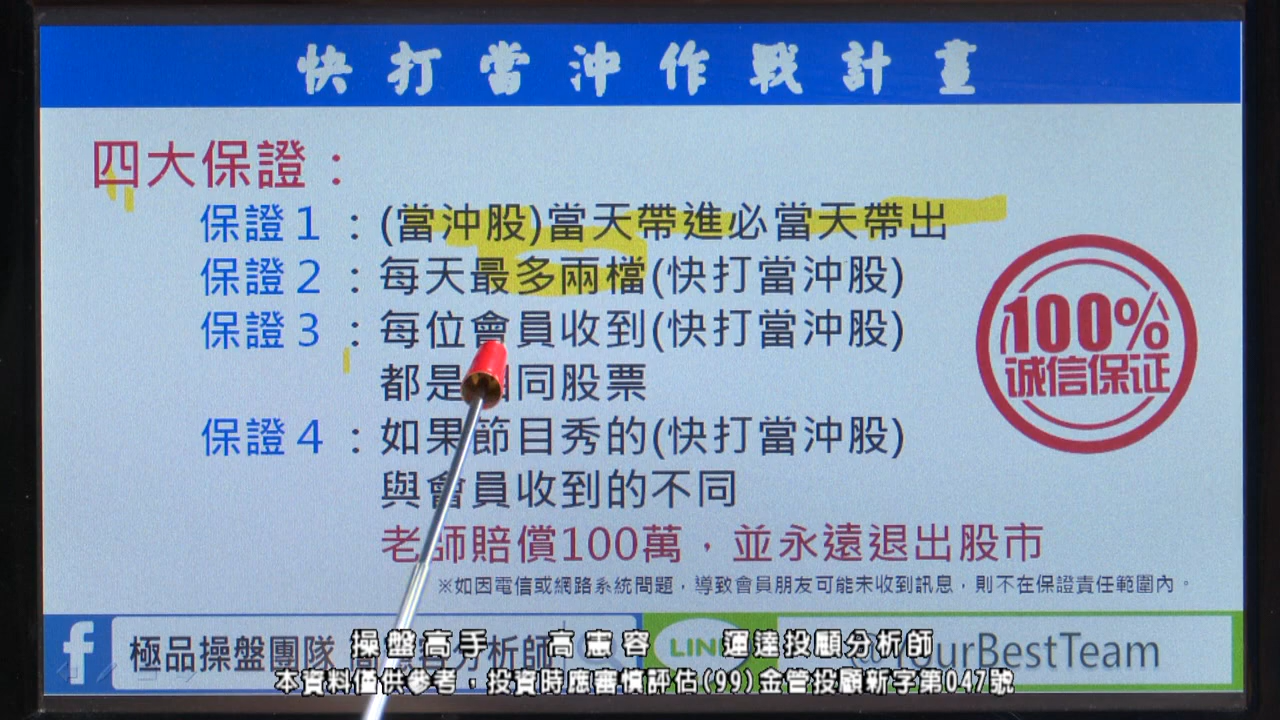 快打當沖作戰計畫
四大保證：
保證１：(當沖股)當天帶進必當天帶出
保證２：每天最多兩檔(快打當沖股)
保證３：每位會員收到(快打當沖股)
都是 同股票
保證４：如果節目秀的(快打當沖股)
與會員收到的不同
老師賠償100萬，並永遠退出股市
※如因電信或網路系統問題，導致會員朋友可能未收到訊息，則不在保證責任範圍內。
100%
诚信保证
f 極品操盤團隊 分析師
LINE urBestTeam
操盤高手 高憲容 運達投顧分析師
本資料僅供參考，投資時應審慎評估(99)金管投顧新字第047號